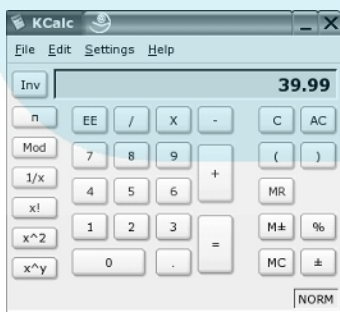 KCalc
File Edit Settings Help
Inv 39.99
π EE / X - C AC
Mod 7 8 9 + ( )
1/x 4 5 6 MR
x!
x^2 1 2 3 = M± %
x^y 0 . MC ±
NORM